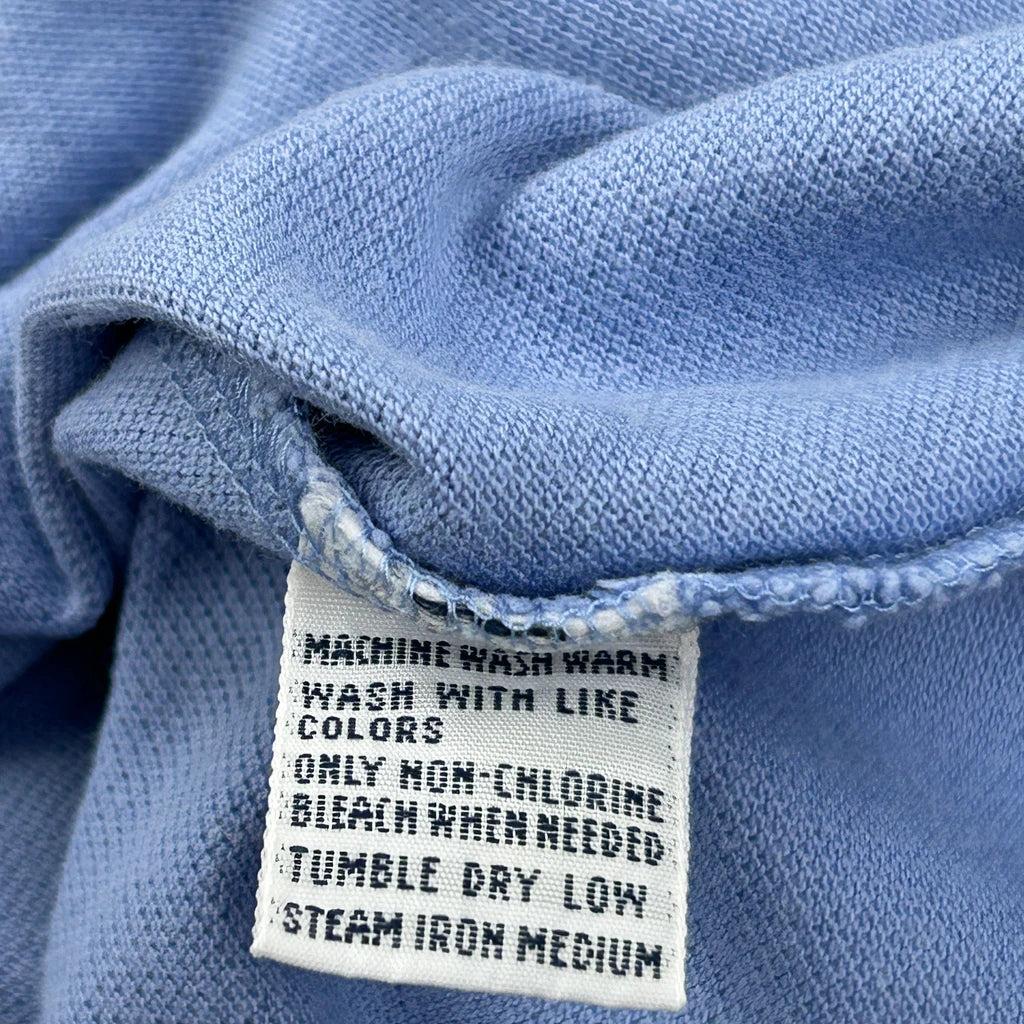 MACHINE WASH WARM
WASH WITH LIKE
COLORS
ONLY NON-CHLORINE
BLEACH WHEN NEEDED
TUMBLE DRY LOW
STEAM IRON MEDIUM